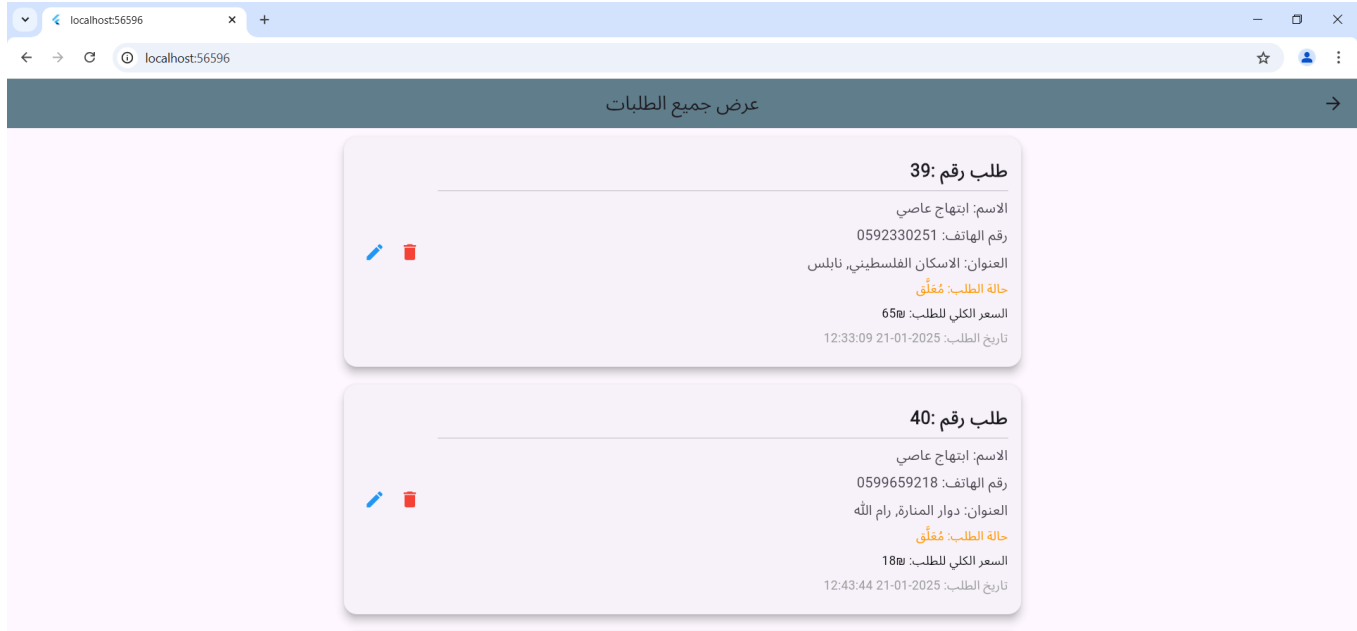 localhost:56596
localhost:56596
عرض جميع الطلبات
طلب رقم :39
الاسم: ابتهاج عاصي
رقم الهاتف: 0592330251
العنوان: الاسكان الفلسطيني, نابلس
حالة الطلب: مُعَلَّق
السعر الكلي للطلب: ₪65
تاريخ الطلب: 2025-01-21 12:33:09
طلب رقم :40
الاسم: ابتهاج عاصي
رقم الهاتف: 0599659218
العنوان: دوار المنارة, رام الله
حالة الطلب: مُعَلَّق
السعر الكلي للطلب: ₪18
تاريخ الطلب: 2025-01-21 12:43:44